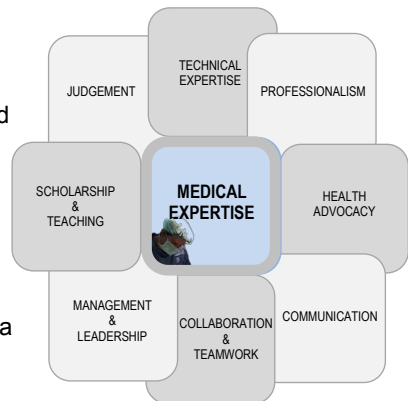 TECHNICAL
EXPERTISE
JUDGEMENT
PROFESSIONALISM
d
SCHOLARSHIP
&
TEACHING
MEDICAL
EXPERTISE
HEALTH
ADVOCACY
MANAGEMENT
&
LEADERSHIP
COLLABORATION
&
TEAMWORK
COMMUNICATION
a